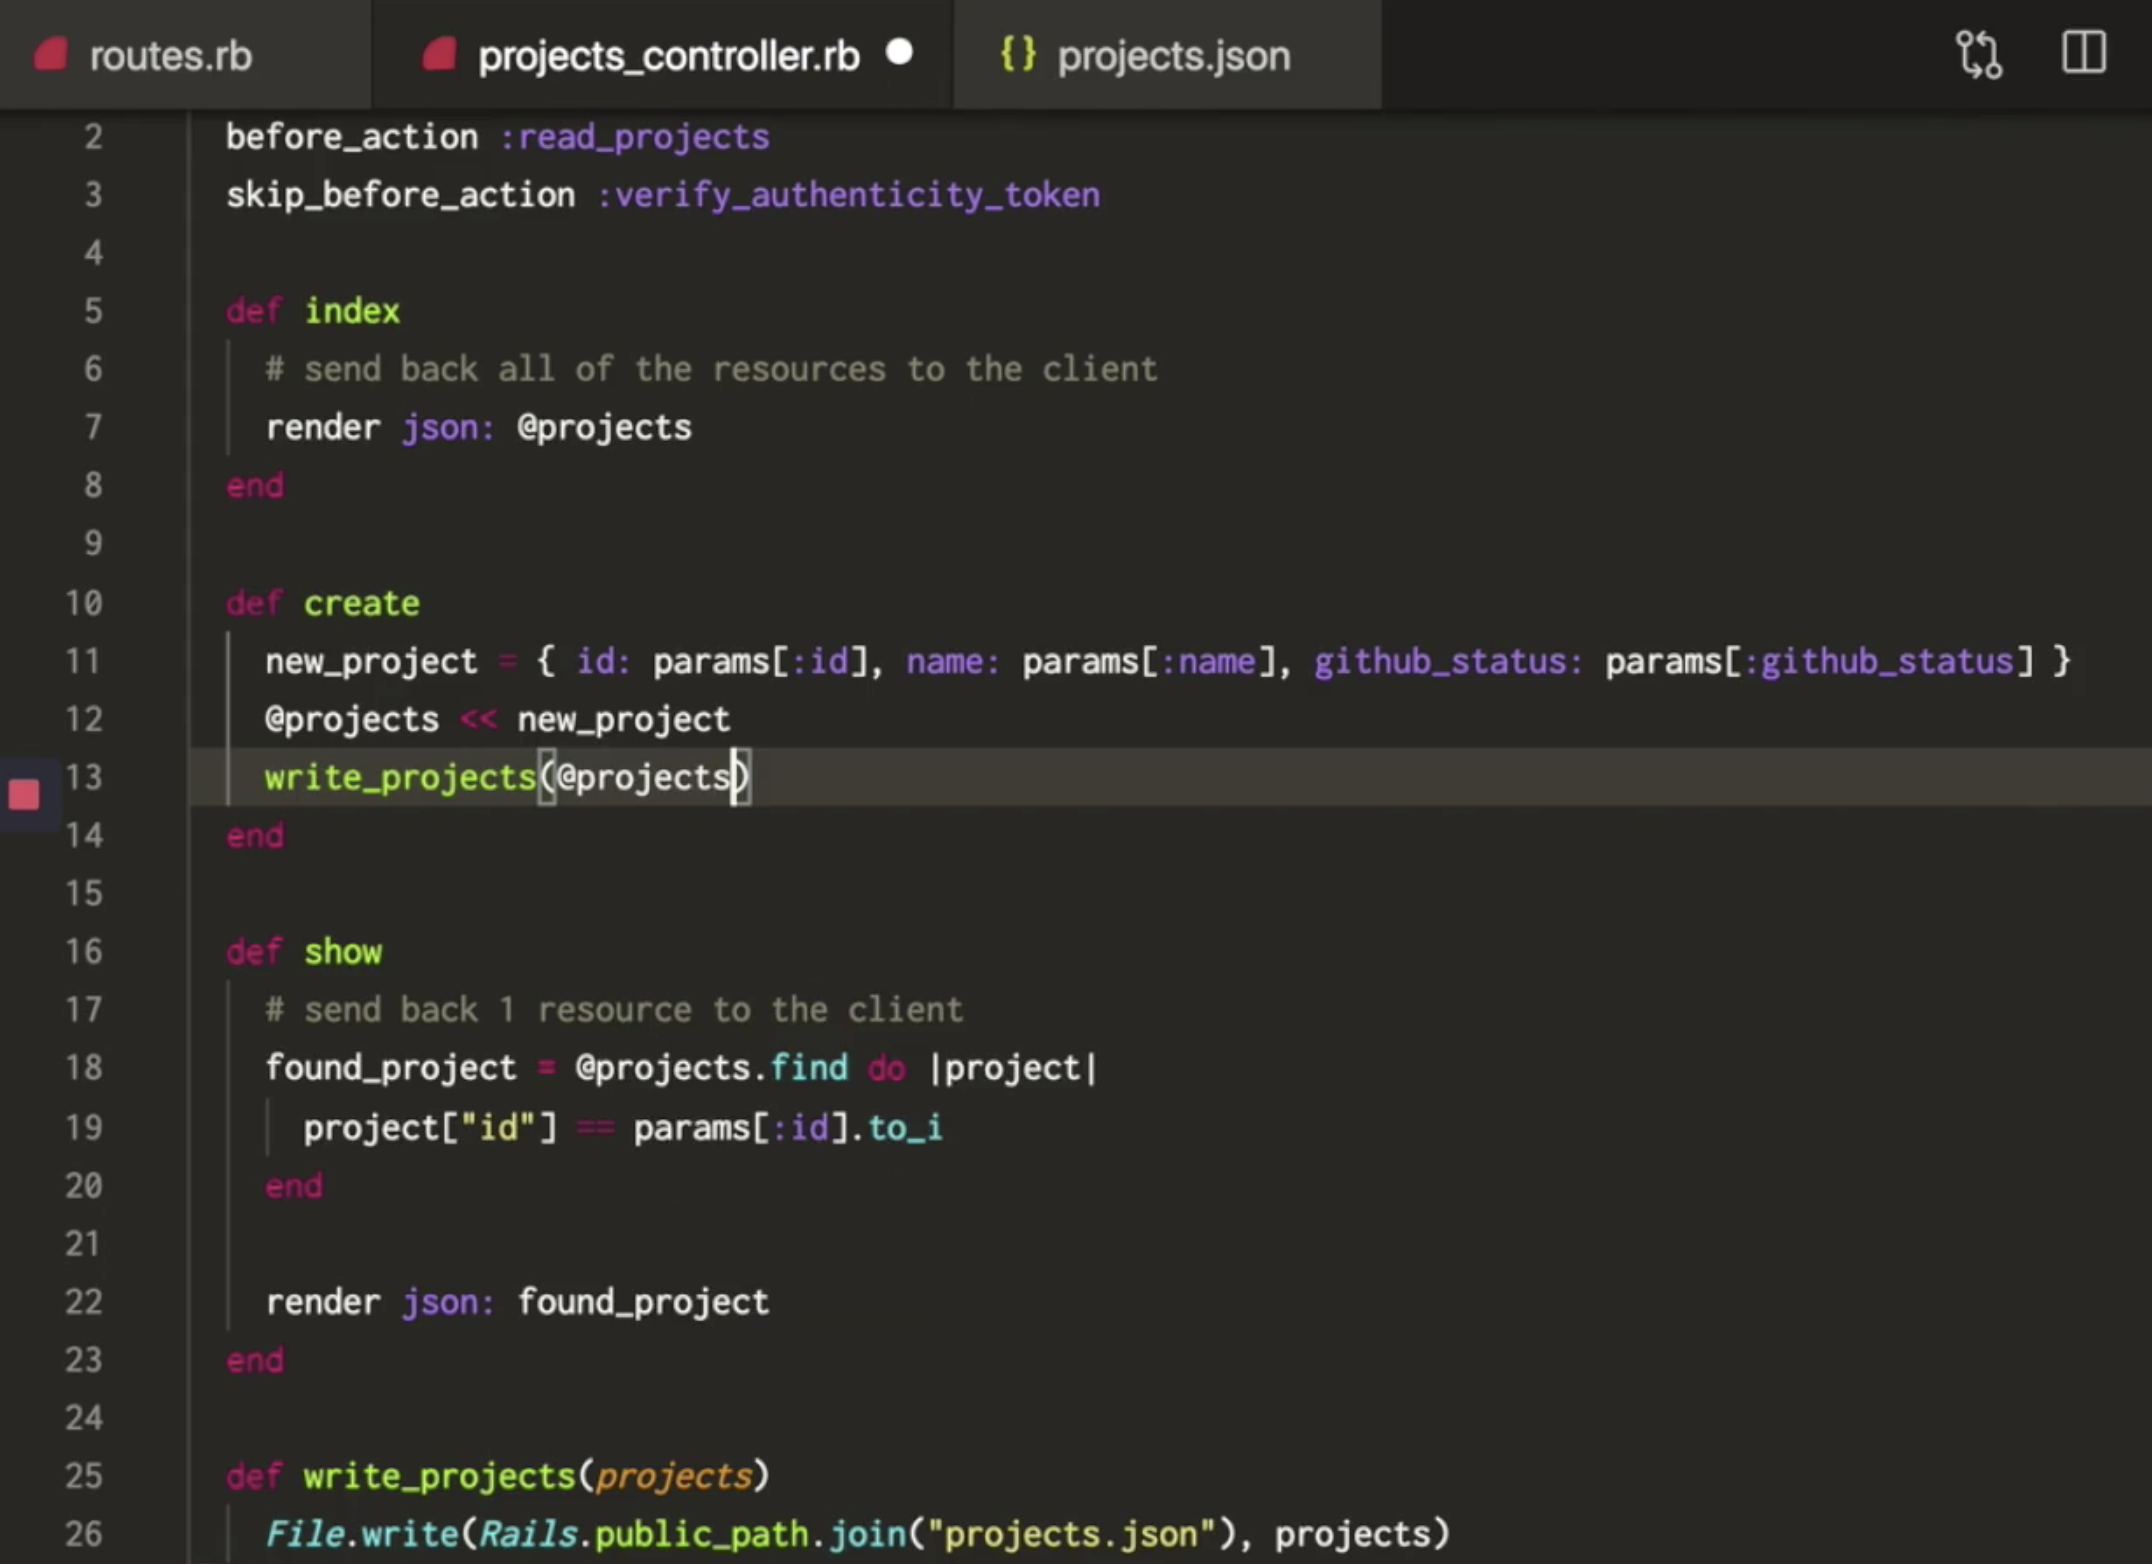 routes.rb
projects_controller.rb
{} projects.json
2 before_action :read_projects
3 skip_before_action :verify_authenticity_token
4
5 def index
6 # send back all of the resources to the client
7 render json: @projects
8 end
9
10 def create
11 new_project = { id: params[:id], name: params[:name], github_status: params[:github_status] }
12 @projects << new_project
13 write_projects(@projects)
14 end
15
16 def show
17 # send back 1 resource to the client
18 found_project = @projects.find do |project|
19 project["id"] == params[:id].to_i
20 end
21
22 render json: found_project
23 end
24
25 def write_projects(projects)
26 File.write(Rails.public_path.join("projects.json"), projects)